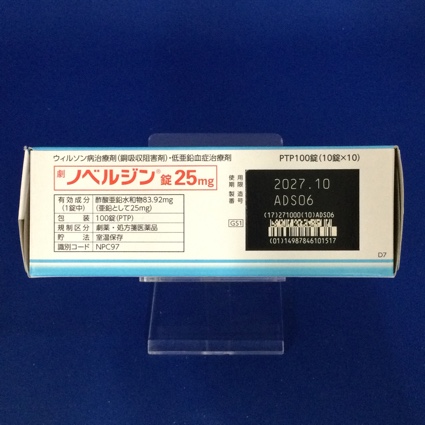 ウィルソン病治療剤(銅吸収阻害剤)・低亜鉛血症治療剤
PTP100錠(10錠×10)
劇 ノベルジン®錠25mg
有効成分(1錠中) 酢酸亜鉛水和物83.92mg(亜鉛として25mg)
包装 100錠(PTP)
規制区分 劇薬・処方箋医薬品
貯法 室温保存
識別コード NPC97
使用期限
製造番号
2027.10
ADS06
GS1
(17)271000(10)ADS06
(01)14987846101517
D7